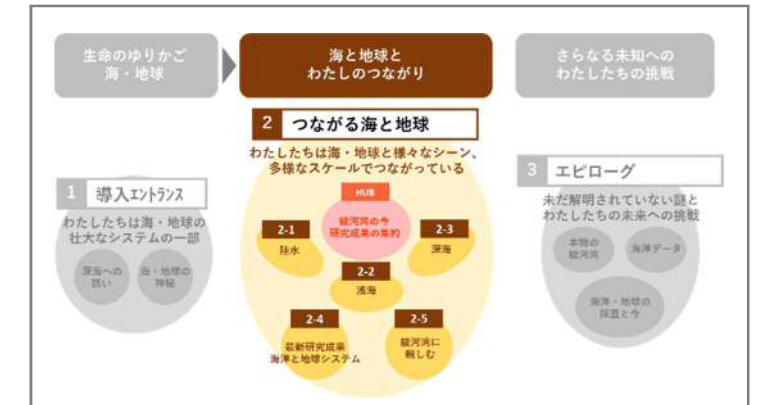 生命のゆりかご
海・地球
海と地球と
わたしのつながり
さらなる未知への
わたしたちの挑戦
2 つながる海と地球
わたしたちは海・地球と様々なシーン、
多様なスケールでつながっている
HUB
駿河湾の今
研究成果の集約
2-1
陸水
2-3
深海
2-2
浅海
2-4
最新研究成果
海洋と地球システム
2-5
駿河湾に
親しむ
1 導入エントランス
わたしたちは海・地球の
壮大なシステムの一部
深海への
誘い
海・地球の
神秘
3 エピローグ
未だ解明されていない謎と
わたしたちの未来への挑戦
本物の
駿河湾
海洋データ
海洋・地球の
探査と今